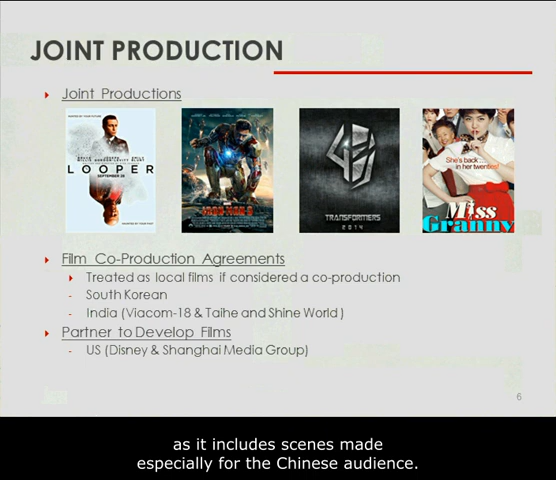 JOINT PRODUCTION
Joint Productions
LOOPER
SEPTEMBER 28
IRON MAN 3
TRANSFORMERS
2014
She's back...
in her twenties!
Miss
Granny
Film Co-Production Agreements
Treated as local films if considered a co-production
- South Korean
- India (Viacom-18 & Taihe and Shine World )
Partner to Develop Films
- US (Disney & Shanghai Media Group)
6
as it includes scenes made
especially for the Chinese audience.